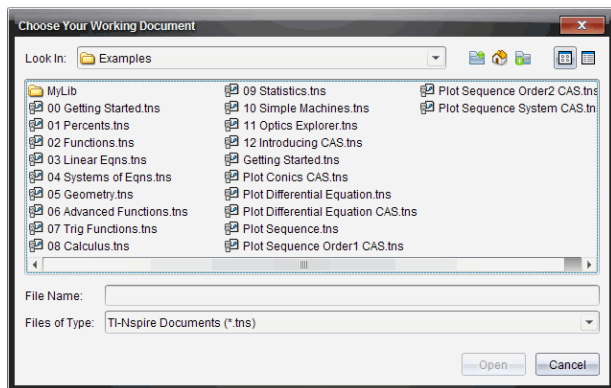 Choose Your Working Document
Look In: Examples
MyLib
00 Getting Started.tns
01 Percents.tns
02 Functions.tns
03 Linear Eqns.tns
04 Systems of Eqns.tns
05 Geometry.tns
06 Advanced Functions.tns
07 Trig Functions.tns
08 Calculus.tns
09 Statistics.tns
10 Simple Machines.tns
11 Optics Explorer.tns
12 Introducing CAS.tns
Getting Started.tns
Plot Conics CAS.tns
Plot Differential Equation.tns
Plot Differential Equation CAS.tns
Plot Sequence.tns
Plot Sequence Order1 CAS.tns
Plot Sequence Order2 CAS.tns
Plot Sequence System CAS.tn
File Name:
Files of Type: TI-Nspire Documents (*.tns)
Open Cancel